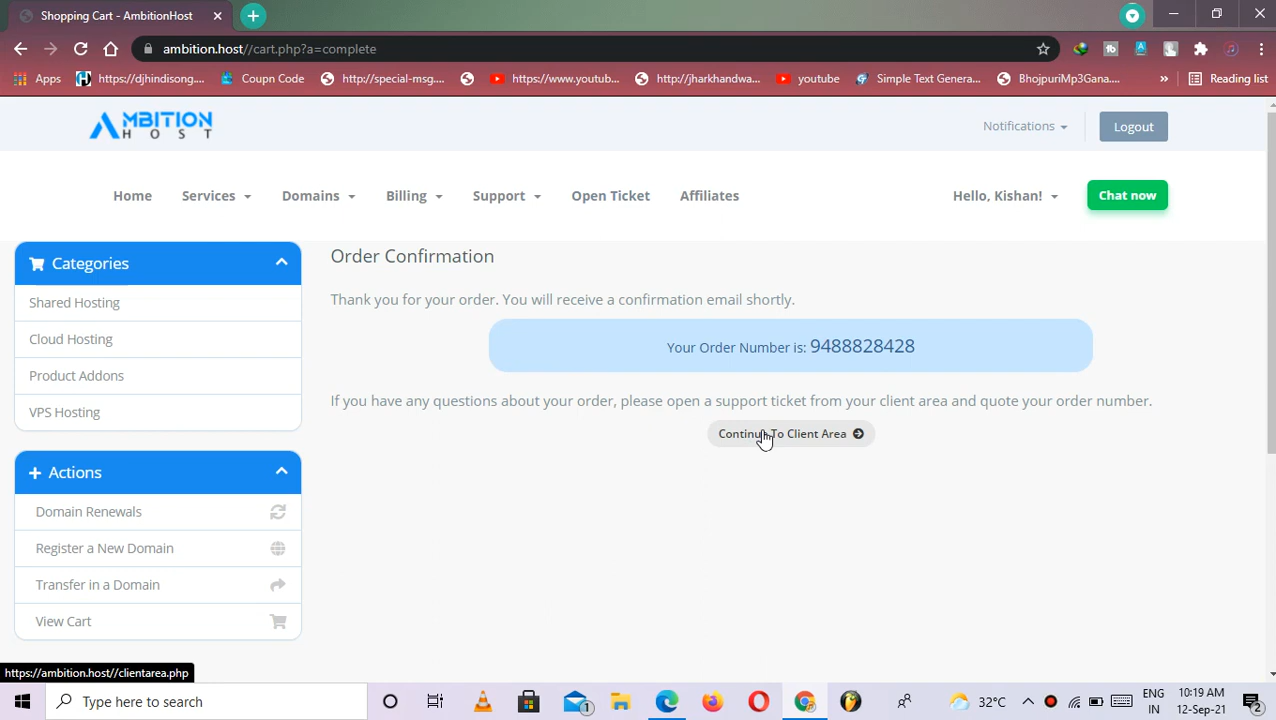 Shopping Cart - AmbitionHost
ambition.host//cart.php?a=complete
Apps https://djhindisong.... Coupn Code http://special-msg.... https://www.youtub... http://jharkhandwa... youtube Simple Text Genera... BhojpuriMp3Gana.... » Reading list
AMBITION
HOST
Notifications Logout
Home Services Domains Billing Support Open Ticket Affiliates Hello, Kishan! Chat now
Categories
Shared Hosting
Cloud Hosting
Product Addons
VPS Hosting
Actions
Domain Renewals
Register a New Domain
Transfer in a Domain
View Cart
Order Confirmation
Thank you for your order. You will receive a confirmation email shortly.
Your Order Number is: 9488828428
If you have any questions about your order, please open a support ticket from your client area and quote your order number.
Continue To Client Area
https://ambition.host//clientarea.php
Type here to search
1
32°C
ENG
IN
10:19 AM
12-Sep-21
2